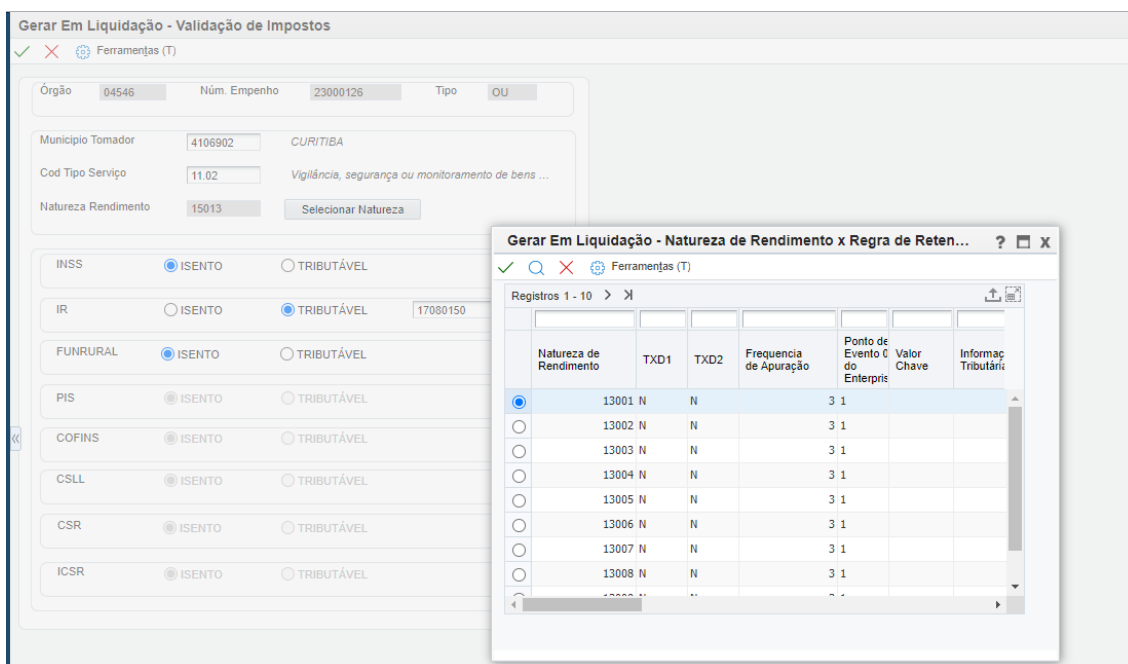 Gerar Em Liquidação - Validação de Impostos
Ferramentas (T)
Órgão 04546 Núm. Empenho 23000126 Tipo OU
Municipio Tomador 4106902 CURITIBA
Cod Tipo Serviço 11.02 Vigilância, segurança ou monitoramento de bens ...
Natureza Rendimento 15013 Selecionar Natureza
INSS ISENTO TRIBUTÁVEL
IR ISENTO TRIBUTÁVEL 17080150
FUNRURAL ISENTO TRIBUTÁVEL
PIS ISENTO TRIBUTÁVEL
COFINS ISENTO TRIBUTÁVEL
CSLL ISENTO TRIBUTÁVEL
CSR ISENTO TRIBUTÁVEL
ICSR ISENTO TRIBUTÁVEL
Gerar Em Liquidação - Natureza de Rendimento x Regra de Reten... ? X
Ferramentas (T)
Registros 1 - 10
Natureza de Rendimento TXD1 TXD2 Frequencia de Apuração Ponto de Evento 0 do Enterpris Valor Chave Informaç Tributária
13001 N N 3 1
13002 N N 3 1
13003 N N 3 1
13004 N N 3 1
13005 N N 3 1
13006 N N 3 1
13007 N N 3 1
13008 N N 3 1